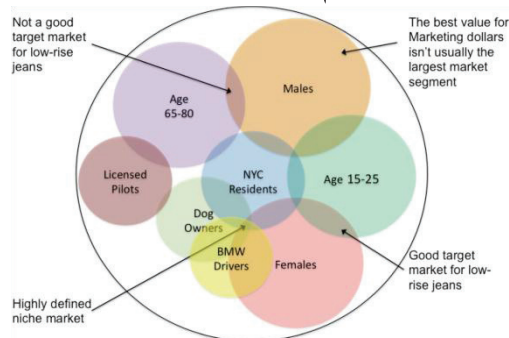 Not a good
target market
for low-rise
jeans
The best value for
Marketing dollars
isn't usually the
largest market
segment
Males
Age
65-80
Licensed
Pilots
NYC
Residents
Age 15-25
Dog
Owners
BMW
Drivers
Females
Highly defined
niche market
Good target
market for low-
rise jeans